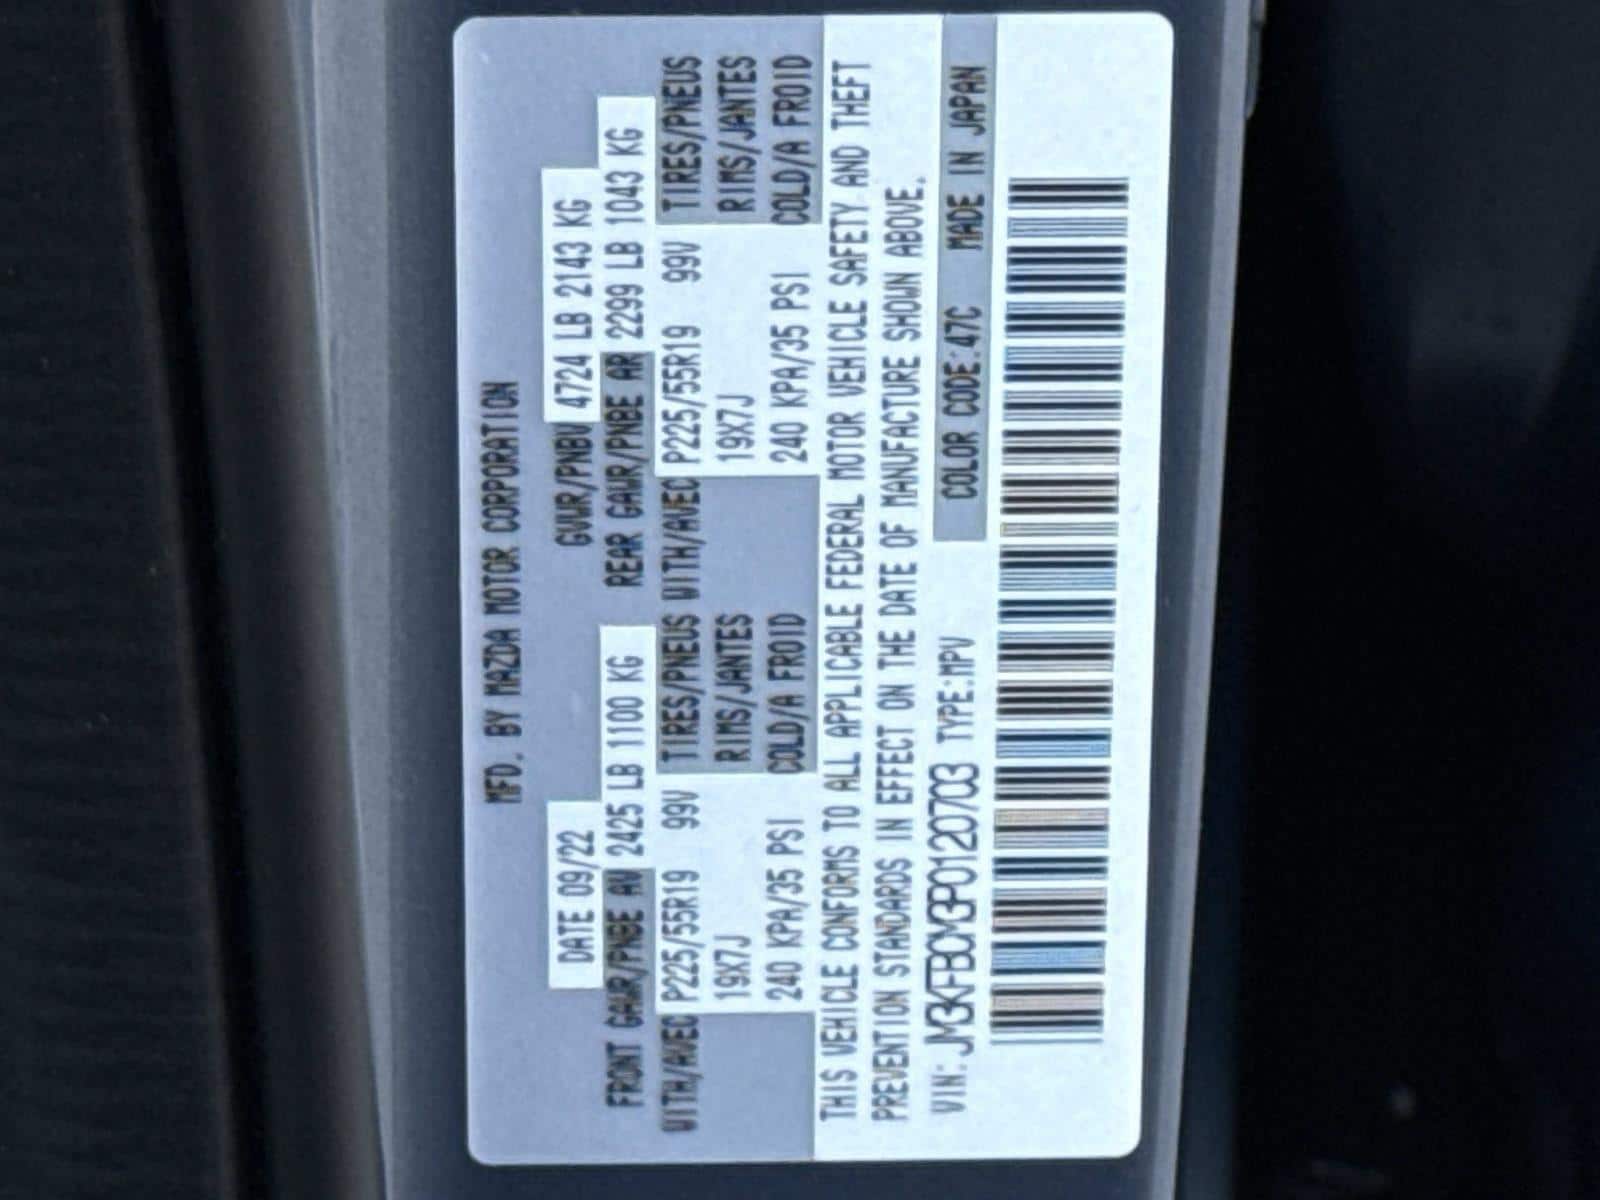 MFD. BY MAZDA MOTOR CORPORATION
DATE 09/22 GVWR/PNBV 4724 LB 2143 KG
FRONT GAWR/PNBE AV 2425 LB 1100 KG REAR GAWR/PNBE AR 2299 LB 1043 KG
WITH/AVEC P225/55R19 99V TIRES/PNEUS WITH/AVEC P225/55R19 99V TIRES/PNEUS
19X7J RIMS/JANTES 19X7J RIMS/JANTES
240 KPA/35 PSI COLD/A FROID 240 KPA/35 PSI COLD/A FROID
THIS VEHICLE CONFORMS TO ALL APPLICABLE FEDERAL MOTOR VEHICLE SAFETY AND THEFT
PREVENTION STANDARDS IN EFFECT ON THE DATE OF MANUFACTURE SHOWN ABOVE.
VIN: JM3KFBCM3P0120703 TYPE:MPV COLOR CODE:47C MADE IN JAPAN